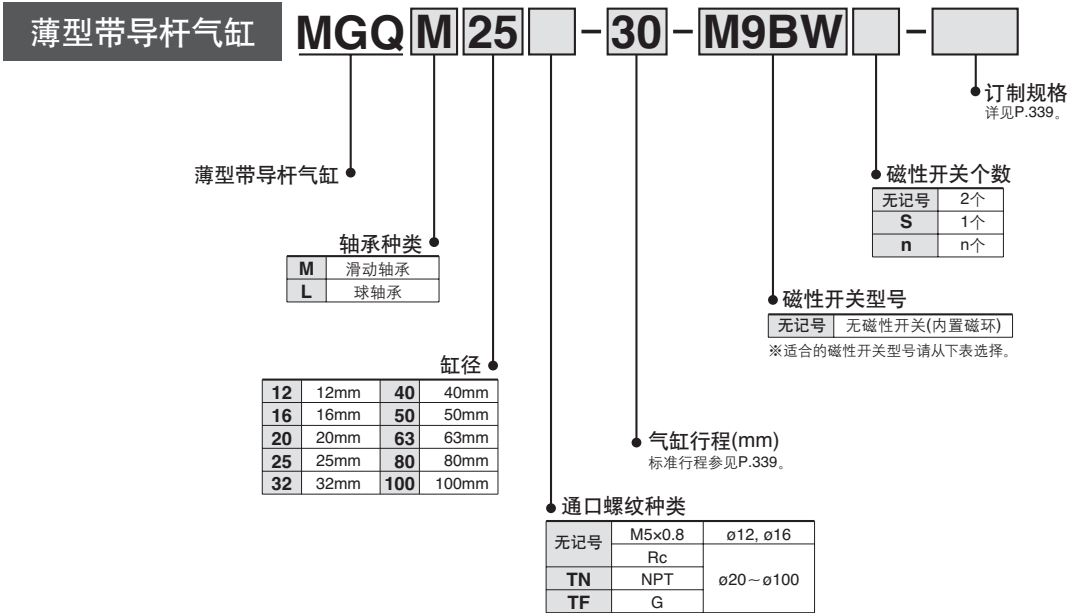 薄型带导杆气缸 MGQ M 25 - 30 - M9BW -
订制规格
详见P.339。
薄型带导杆气缸
磁性开关个数
无记号 2个
S 1个
n n个
轴承种类
M 滑动轴承
L 球轴承
磁性开关型号
无记号 无磁性开关(内置磁环)
※适合的磁性开关型号请从下表选择。
缸径
12 12mm 40 40mm
16 16mm 50 50mm
20 20mm 63 63mm
25 25mm 80 80mm
32 32mm 100 100mm
气缸行程(mm)
标准行程参见P.339。
通口螺纹种类
无记号 M5×0.8 ø12, ø16
Rc
TN NPT ø20~ø100
TF G